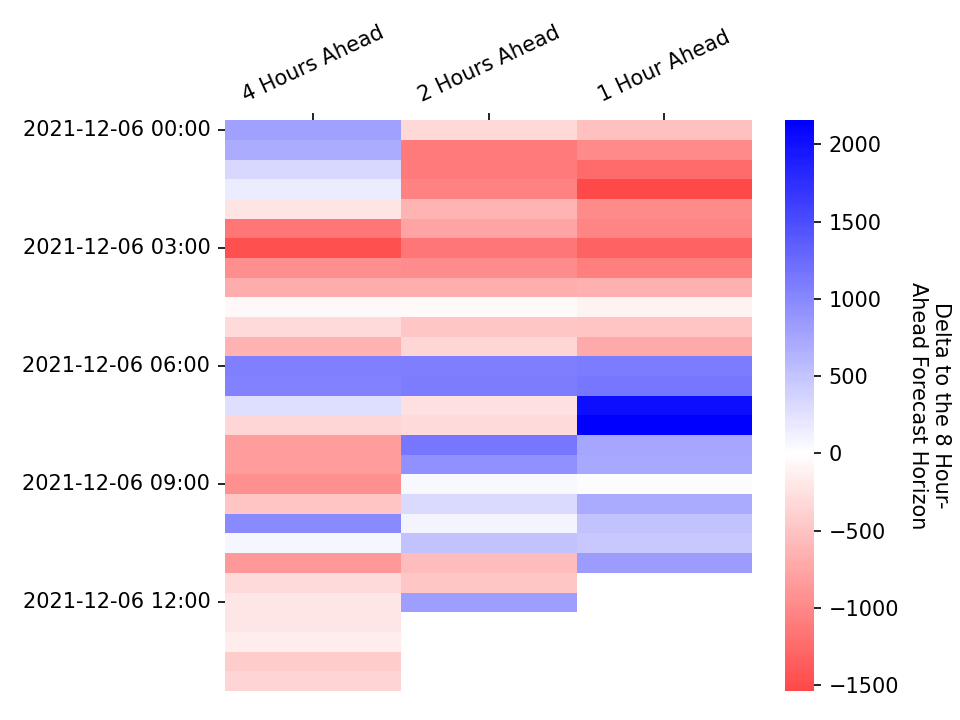 4 Hours Ahead
2 Hours Ahead
1 Hour Ahead
2021-12-06 00:00
2021-12-06 03:00
2021-12-06 06:00
2021-12-06 09:00
2021-12-06 12:00
2000
1500
1000
500
0
−500
−1000
−1500
Delta to the 8 Hour-
Ahead Forecast Horizon